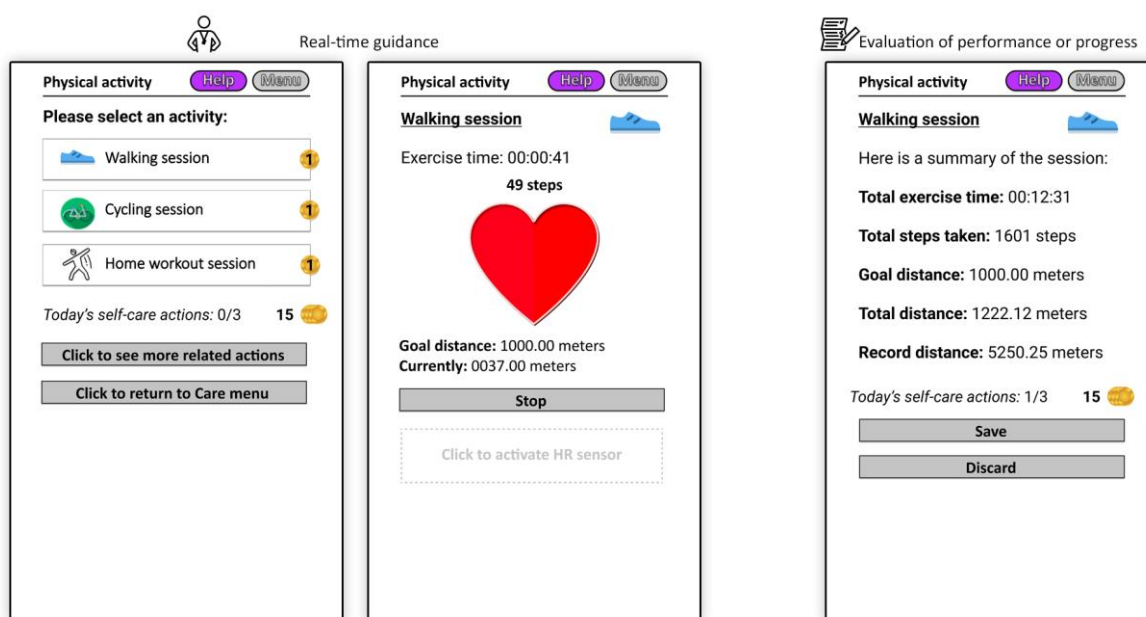 Real-time guidance
Physical activity Help Menu
Please select an activity:
Walking session 1
Cycling session 1
Home workout session 1
Today's self-care actions: 0/3 15
Click to see more related actions
Click to return to Care menu
Physical activity Help Menu
Walking session
Exercise time: 00:00:41
49 steps
Goal distance: 1000.00 meters
Currently: 0037.00 meters
Stop
Click to activate HR sensor
Evaluation of performance or progress
Physical activity Help Menu
Walking session
Here is a summary of the session:
Total exercise time: 00:12:31
Total steps taken: 1601 steps
Goal distance: 1000.00 meters
Total distance: 1222.12 meters
Record distance: 5250.25 meters
Today's self-care actions: 1/3 15
Save
Discard